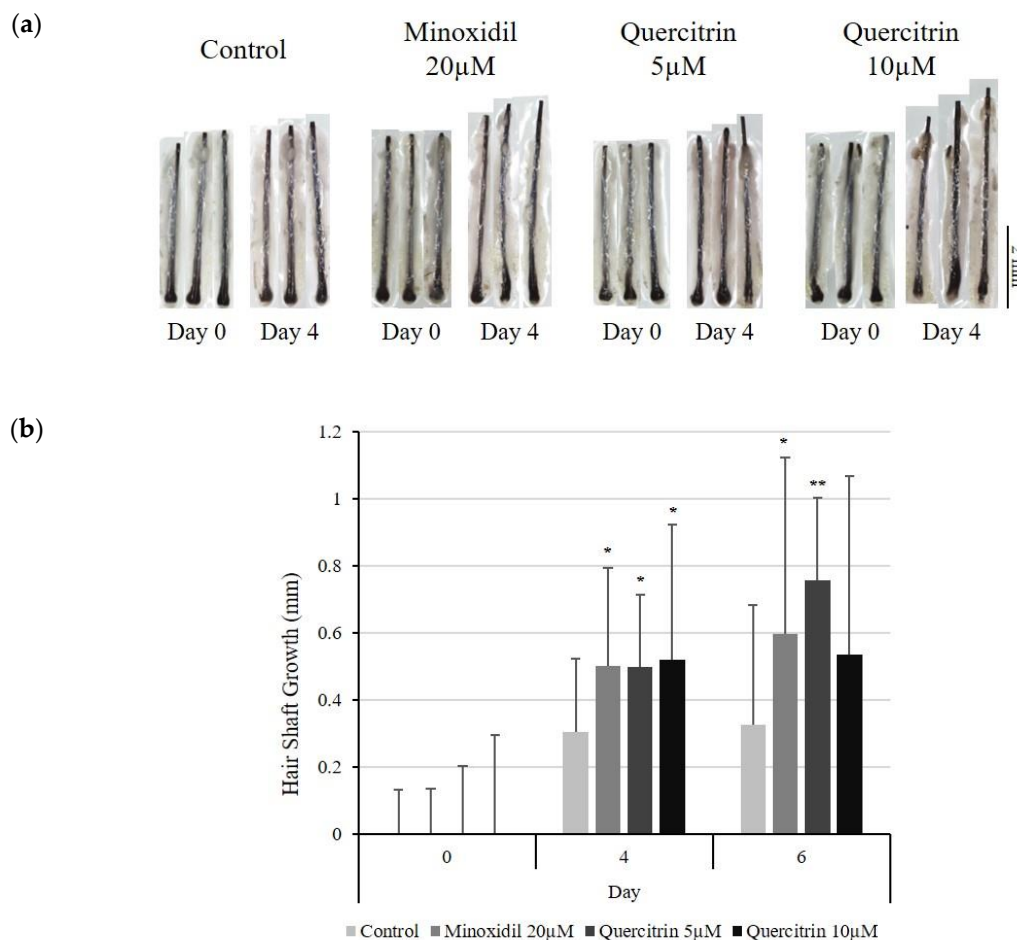 (a)
Control
Minoxidil
20µM
Quercitrin
5µM
Quercitrin
10µM
Day 0
Day 4
Day 0
Day 4
Day 0
Day 4
Day 0
Day 4
(b)
1.2
1
0.8
0.6
0.4
0.2
0
Hair Shaft Growth (mm)
*
*
*
*
**
0
4
6
Day
Control
Minoxidil 20µM
Quercitrin 5µM
Quercitrin 10µM